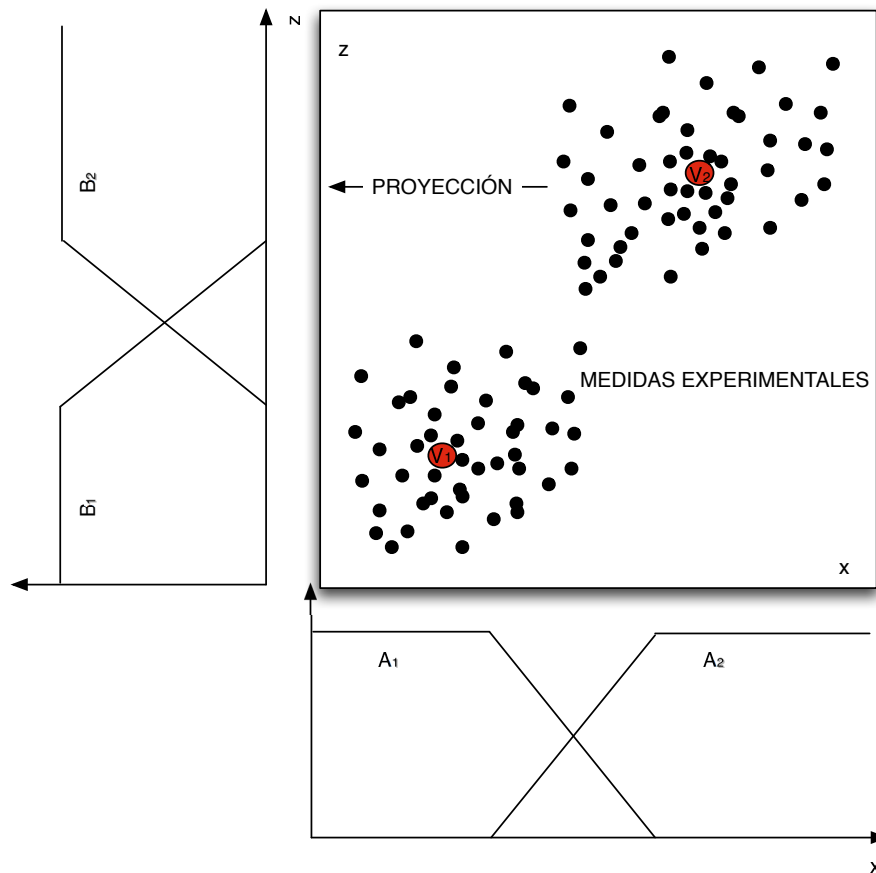 z
z
B₂
PROYECCIÓN
V₂
MEDIDAS EXPERIMENTALES
V₁
B₁
x
A₁
A₂
x